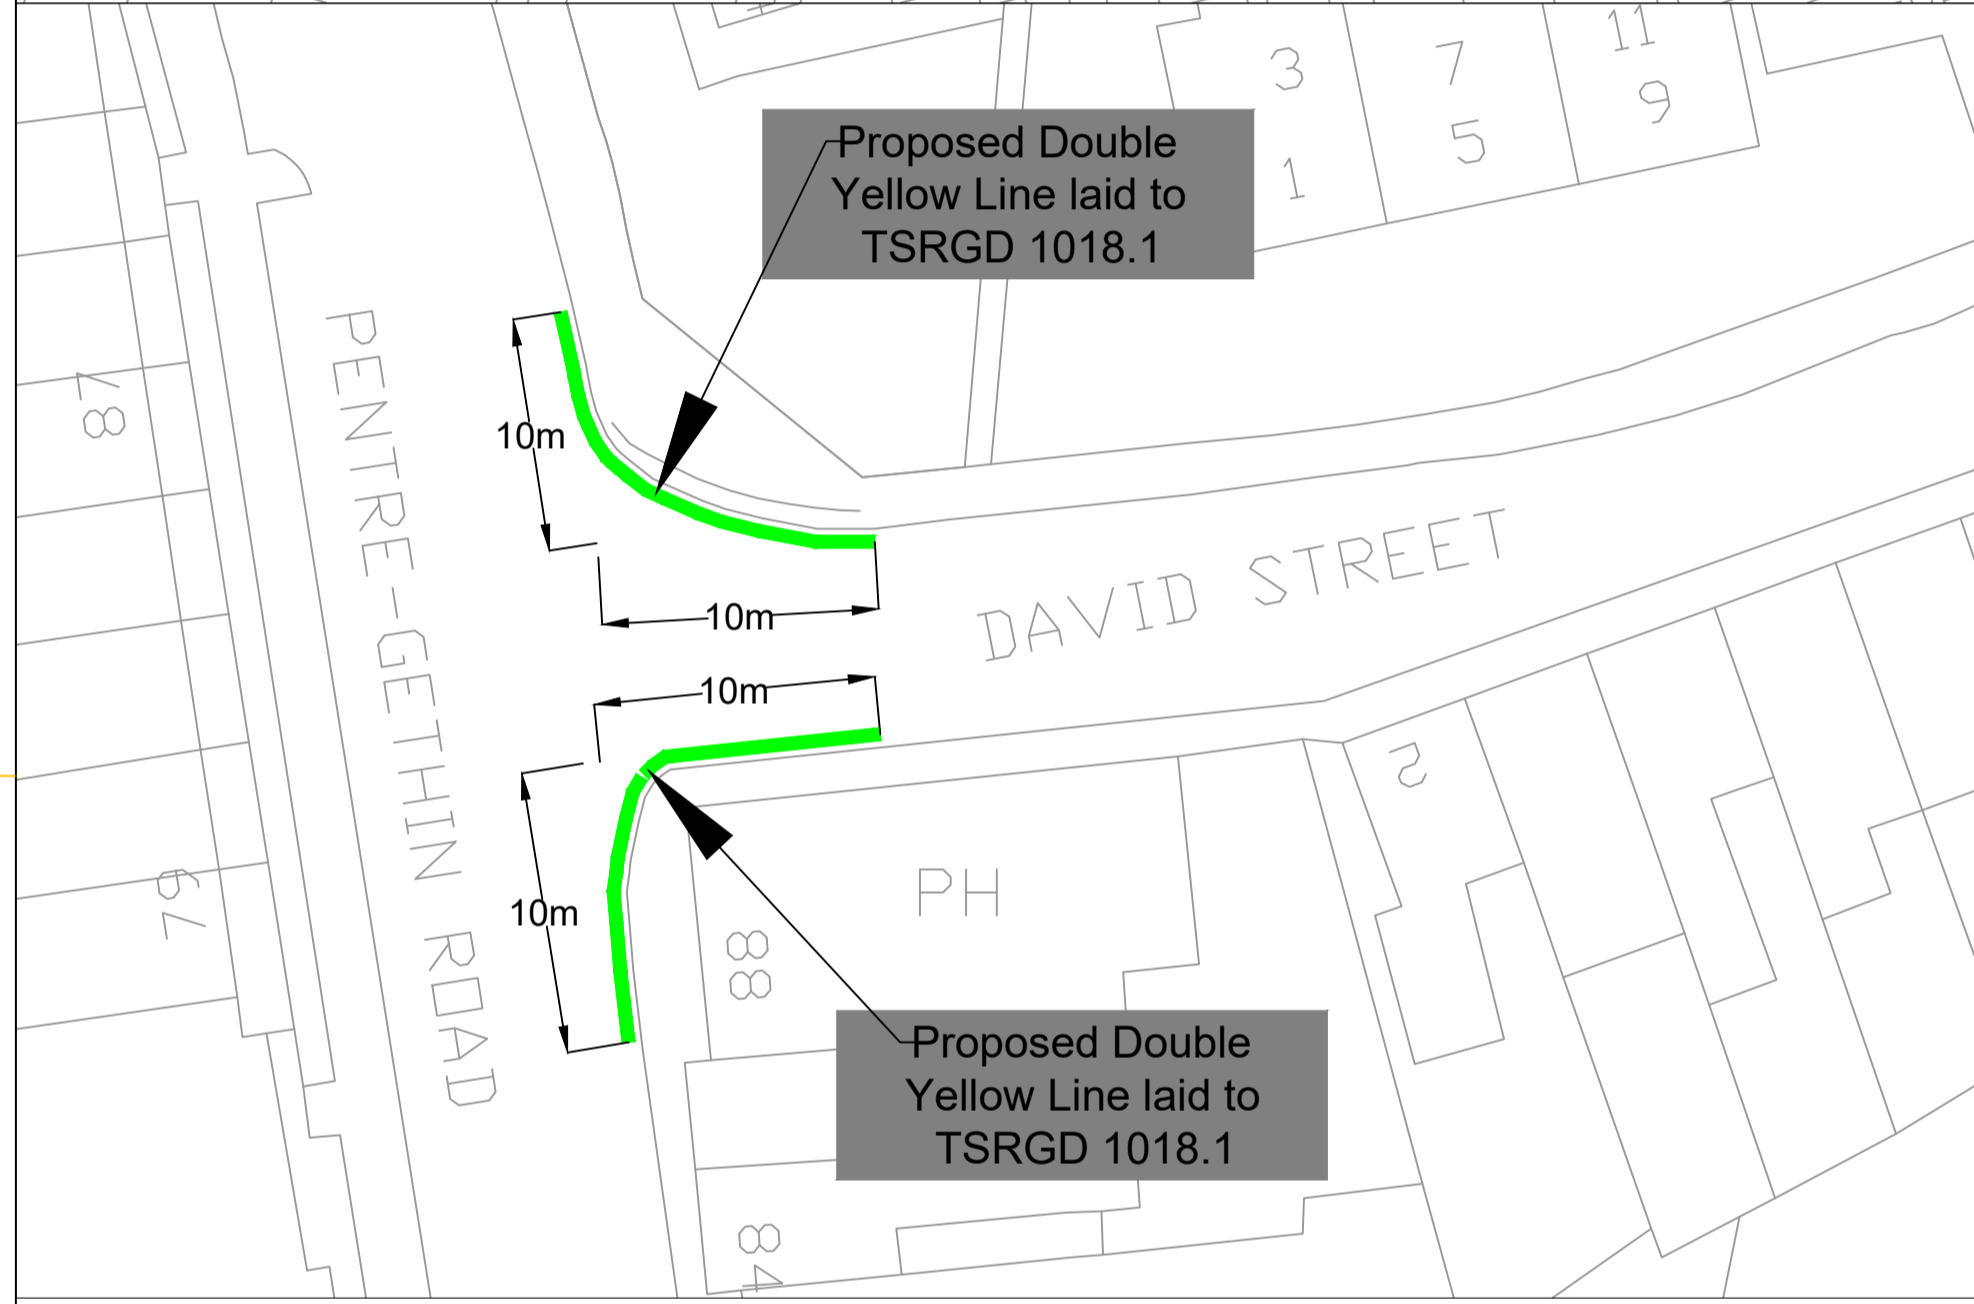 3
7
11
1
5
9
Proposed Double
Yellow Line laid to
TSRGD 1018.1
10m
10m
10m
10m
PENTRE-GETHIN ROAD
DAVID STREET
78
79
2
PH
88
84
Proposed Double
Yellow Line laid to
TSRGD 1018.1